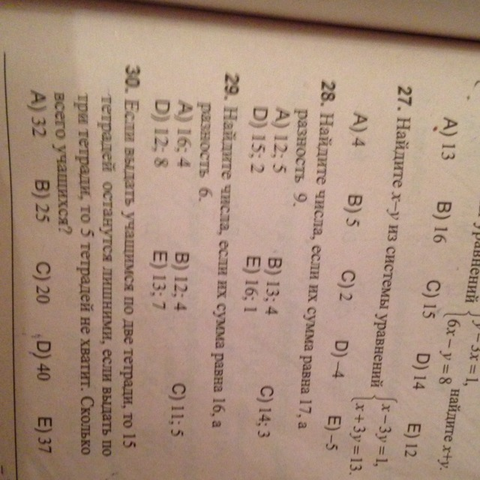 уравнений { y – 3x = 1,
6x – y = 8 найдите x+y.
A) 13 B) 16 C) 15 D) 14 E) 12
27. Найдите x–y из системы уравнений { x – 3y = 1,
x + 3y = 13.
A) 4 B) 5 C) 2 D) –4 E) –5
28. Найдите числа, если их сумма равна 17, а
разность 9.
A) 12; 5 B) 13; 4 C) 14; 3
D) 15; 2 E) 16; 1
29. Найдите числа, если их сумма равна 16, а
разность 6.
A) 16; 4 B) 12; 4 C) 11; 5
D) 12; 8 E) 13; 7
30. Если выдать учащимся по две тетради, то 15
тетрадей останутся лишними, если выдать по
три тетради, то 5 тетрадей не хватит. Сколько
всего учащихся?
A) 32 B) 25 C) 20 D) 40 E) 37